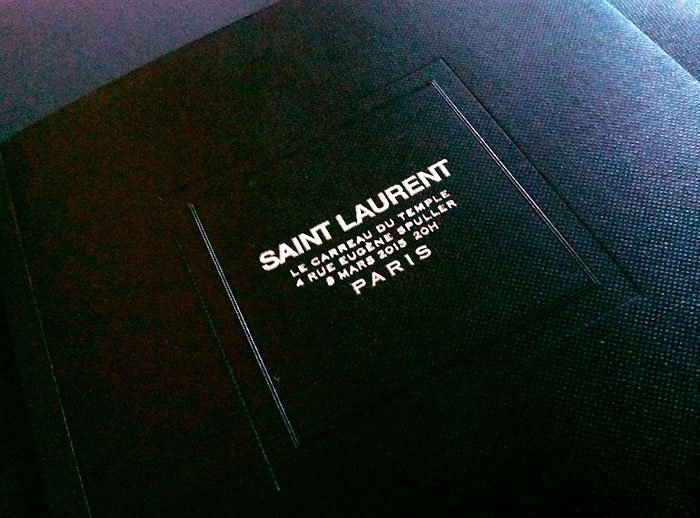 SAINT LAURENT
LE CARREAU DU TEMPLE
4 RUE EUGÈNE SPULLER
9 MARS 2015 20H
PARIS